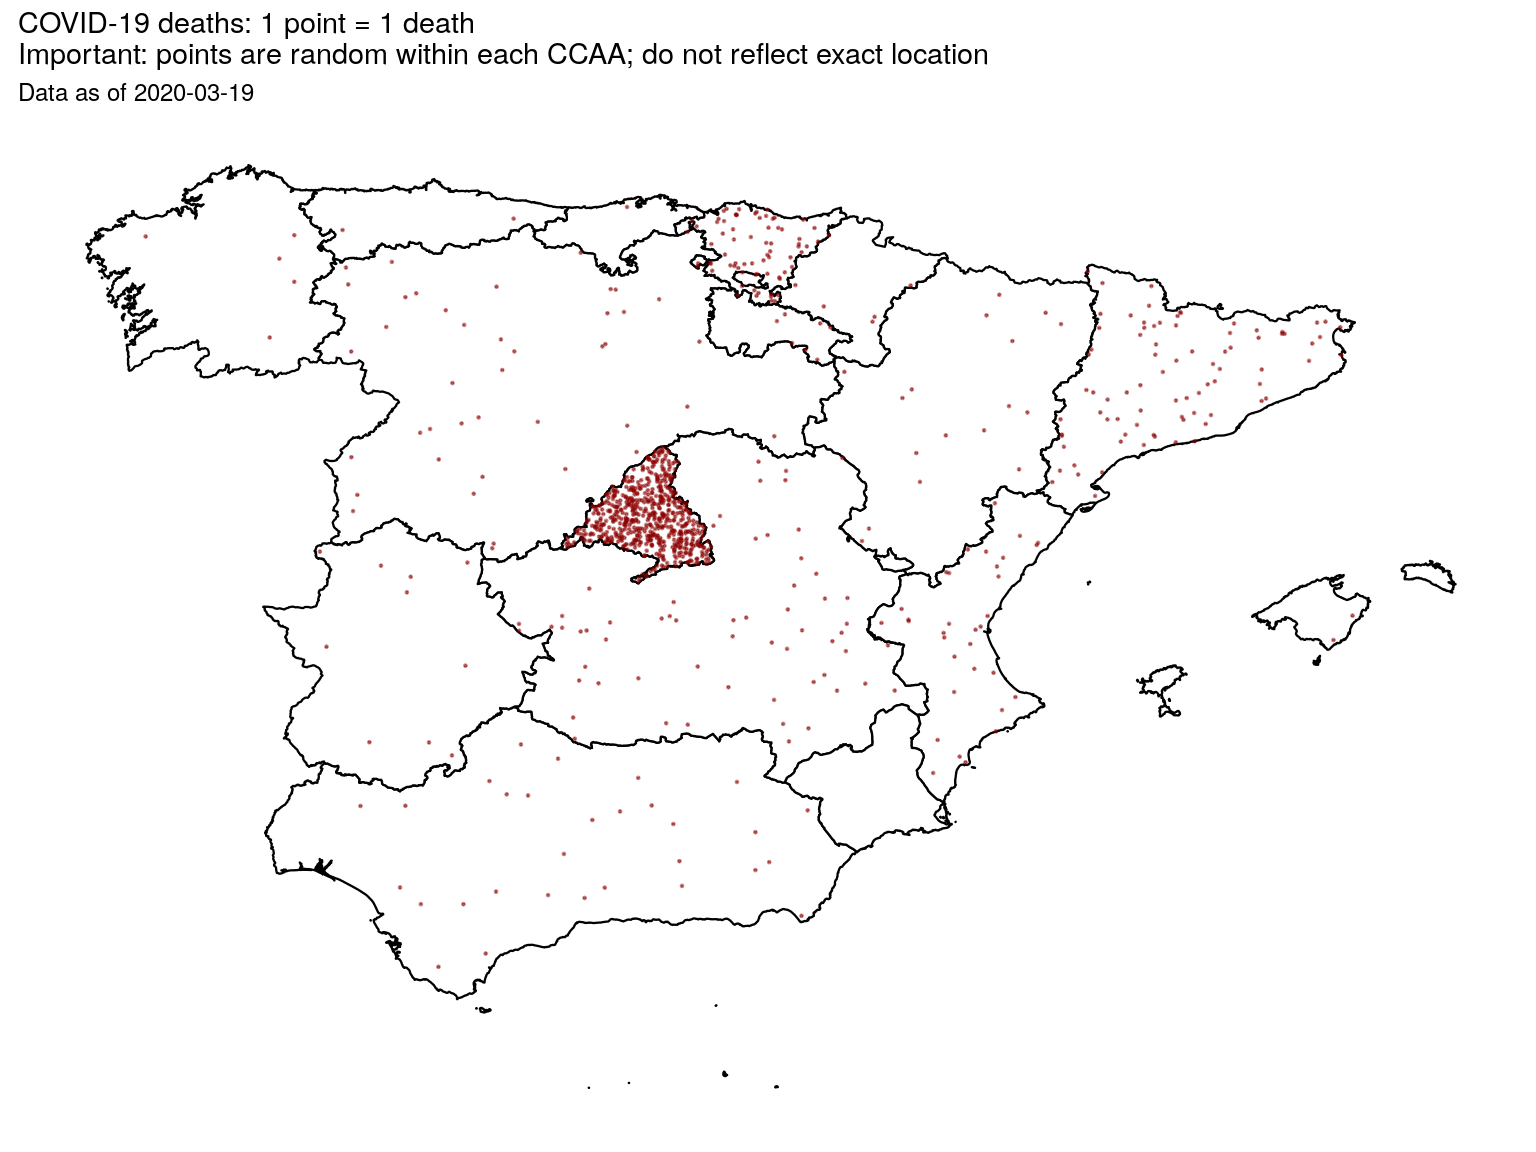 COVID-19 deaths: 1 point = 1 death
Important: points are random within each CCAA; do not reflect exact location
Data as of 2020-03-19